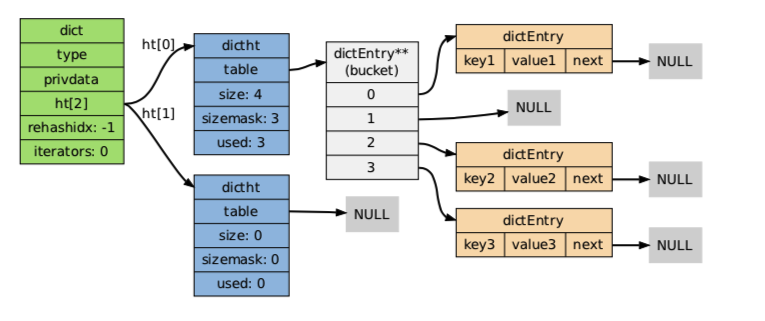 dict
type
privdata
ht[2]
rehashidx: -1
iterators: 0
ht[0]
ht[1]
dictht
table
size: 4
sizemask: 3
used: 3
dictht
table
size: 0
sizemask: 0
used: 0
NULL
dictEntry**
(bucket)
0
1
2
3
dictEntry
key1 value1 next
NULL
NULL
dictEntry
key2 value2 next
NULL
dictEntry
key3 value3 next
NULL